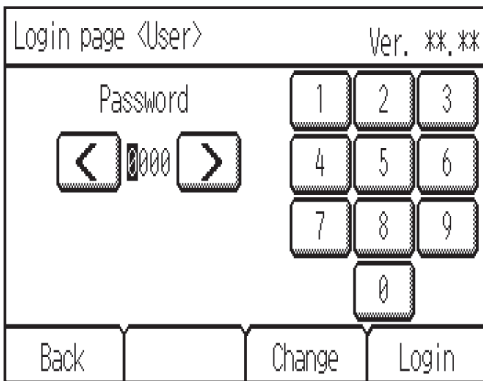 Login page <User> Ver. **.**
Password
< 0000 >
1 2 3
4 5 6
7 8 9
0
Back Change Login